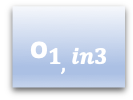 o1, in3